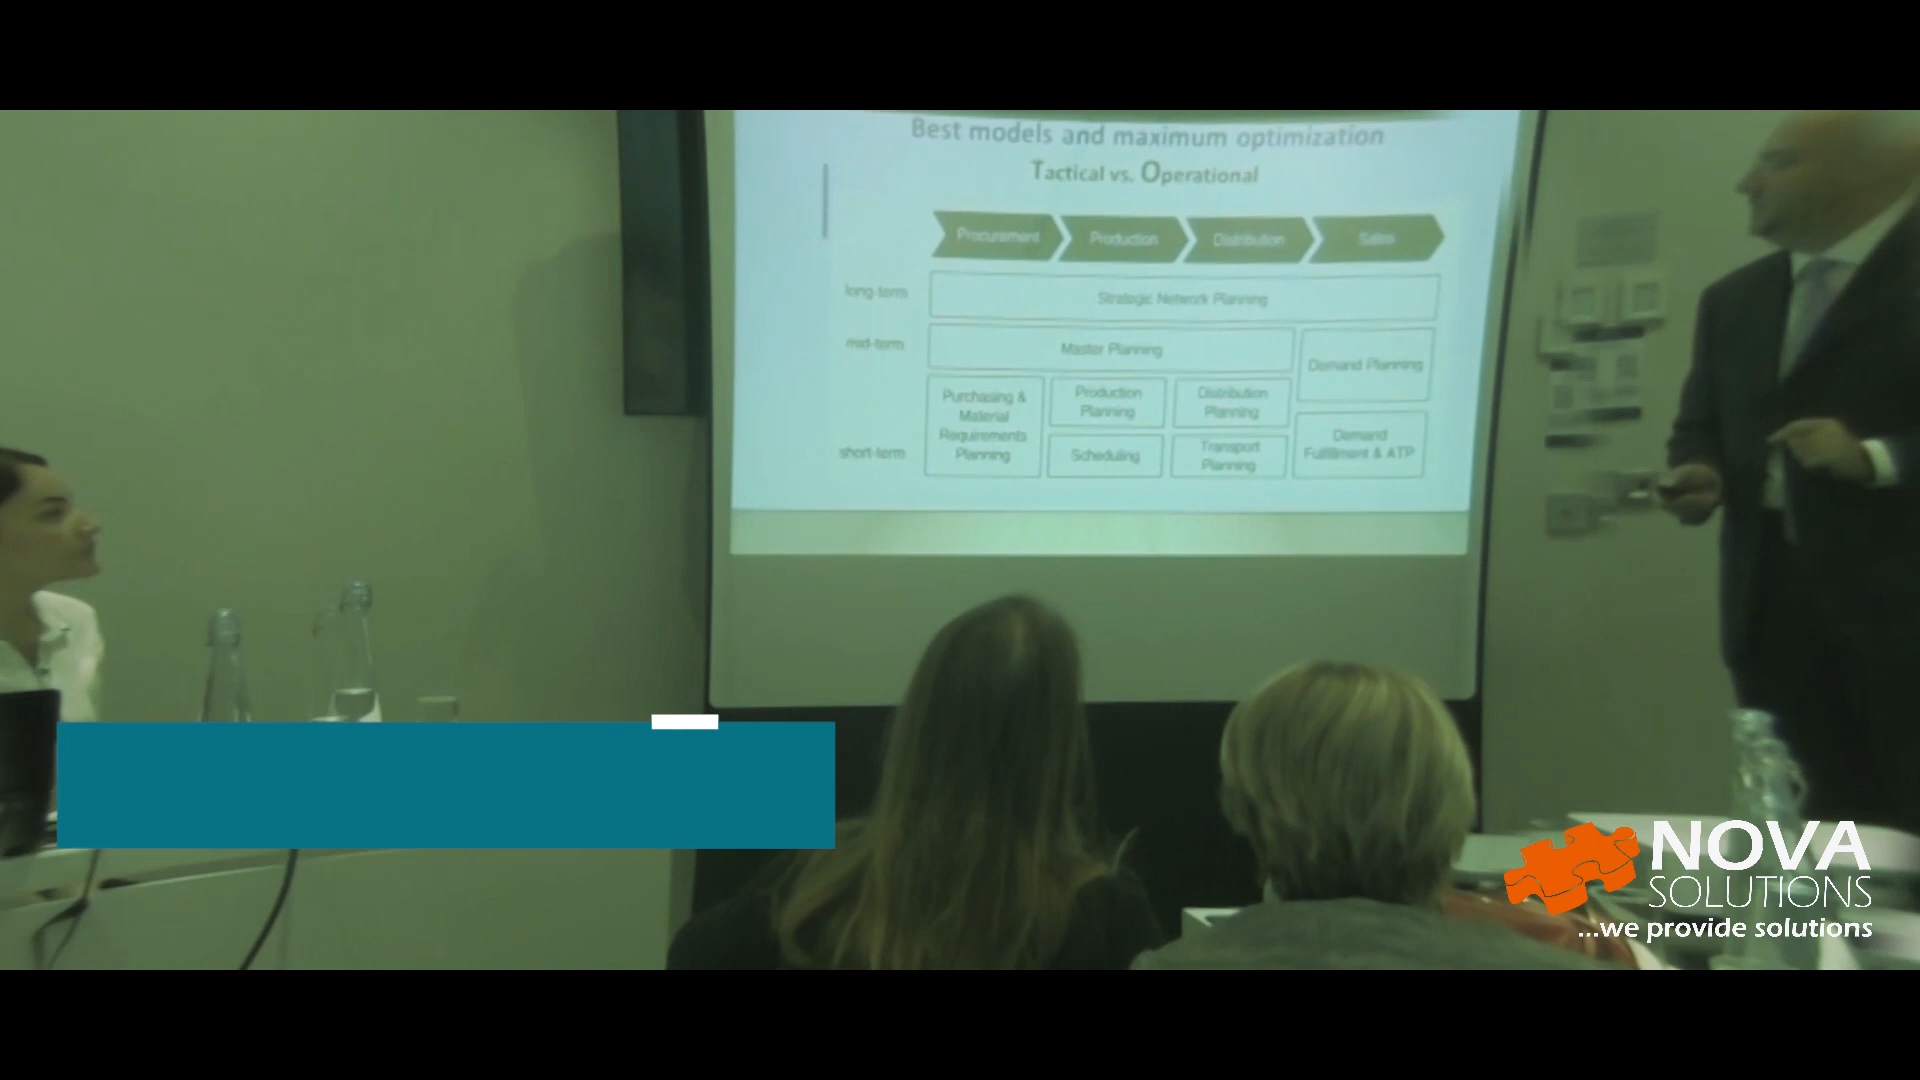 Best models and maximum optimization
Tactical vs. Operational
Procurement
Production
Distribution
Sales
long-term
Strategic Network Planning
mid-term
Master Planning
Demand Planning
Purchasing &
Material
Requirements
Planning
Production
Planning
Distribution
Planning
short-term
Scheduling
Transport
Planning
Demand
Fulfillment & ATP
NOVA
SOLUTIONS
...we provide solutions